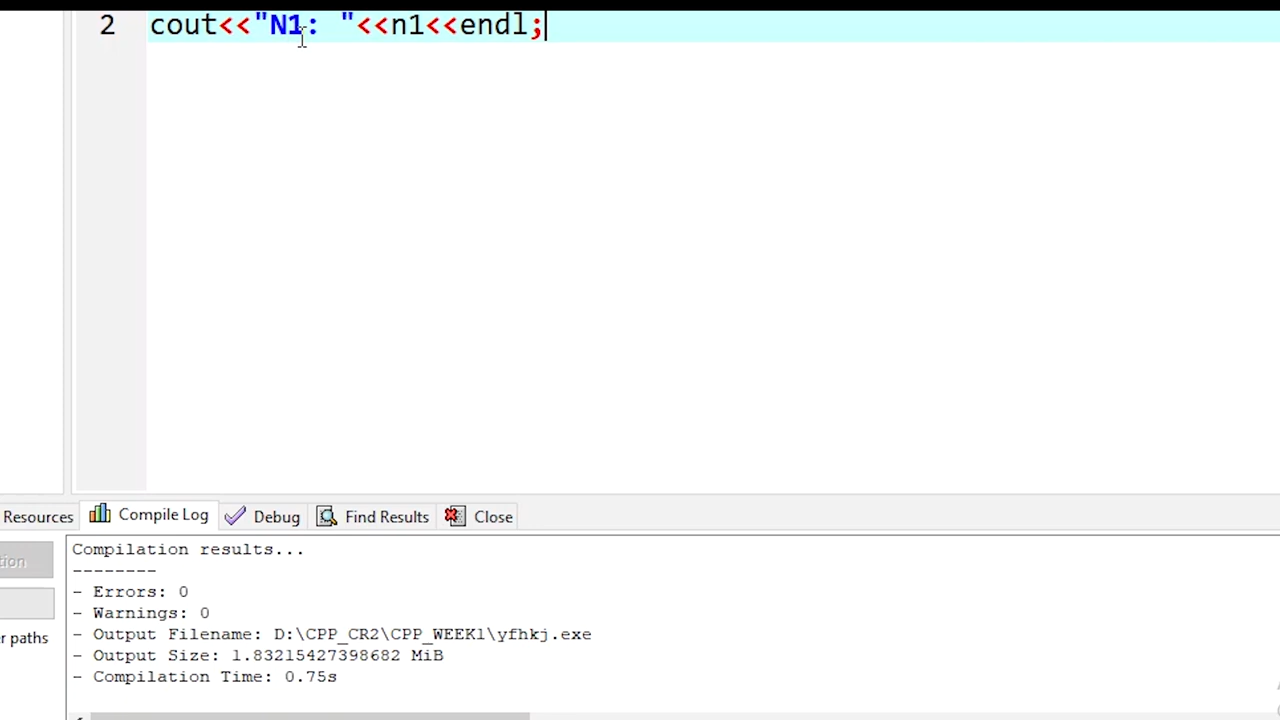 2 cout<<"N1: "<<n1<<endl;
Resources Compile Log Debug Find Results Close
tion
Compilation results...
--------
- Errors: 0
- Warnings: 0
- Output Filename: D:\CPP_CR2\CPP_WEEK1\yfhkj.exe
r paths
- Output Size: 1.83215427398682 MiB
- Compilation Time: 0.75s